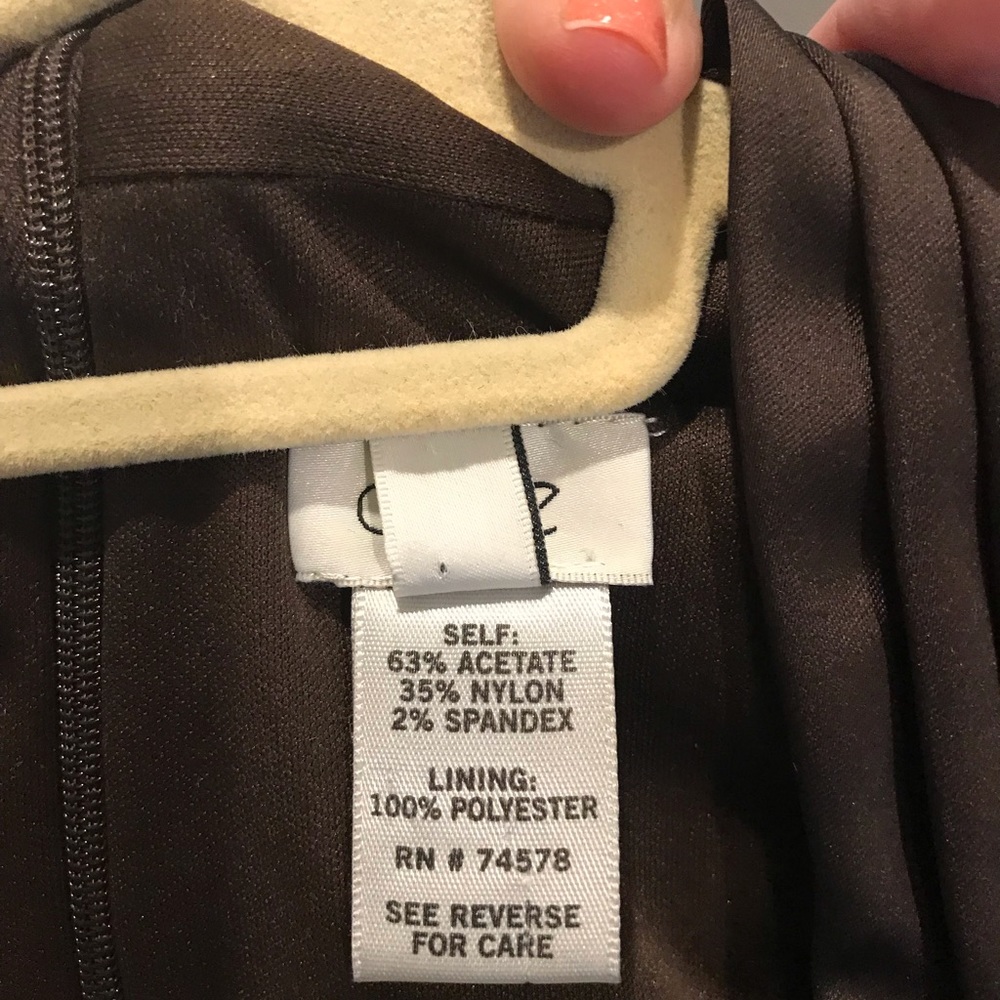 SELF:
63% ACETATE
35% NYLON
2% SPANDEX
LINING:
100% POLYESTER
RN # 74578
SEE REVERSE
FOR CARE